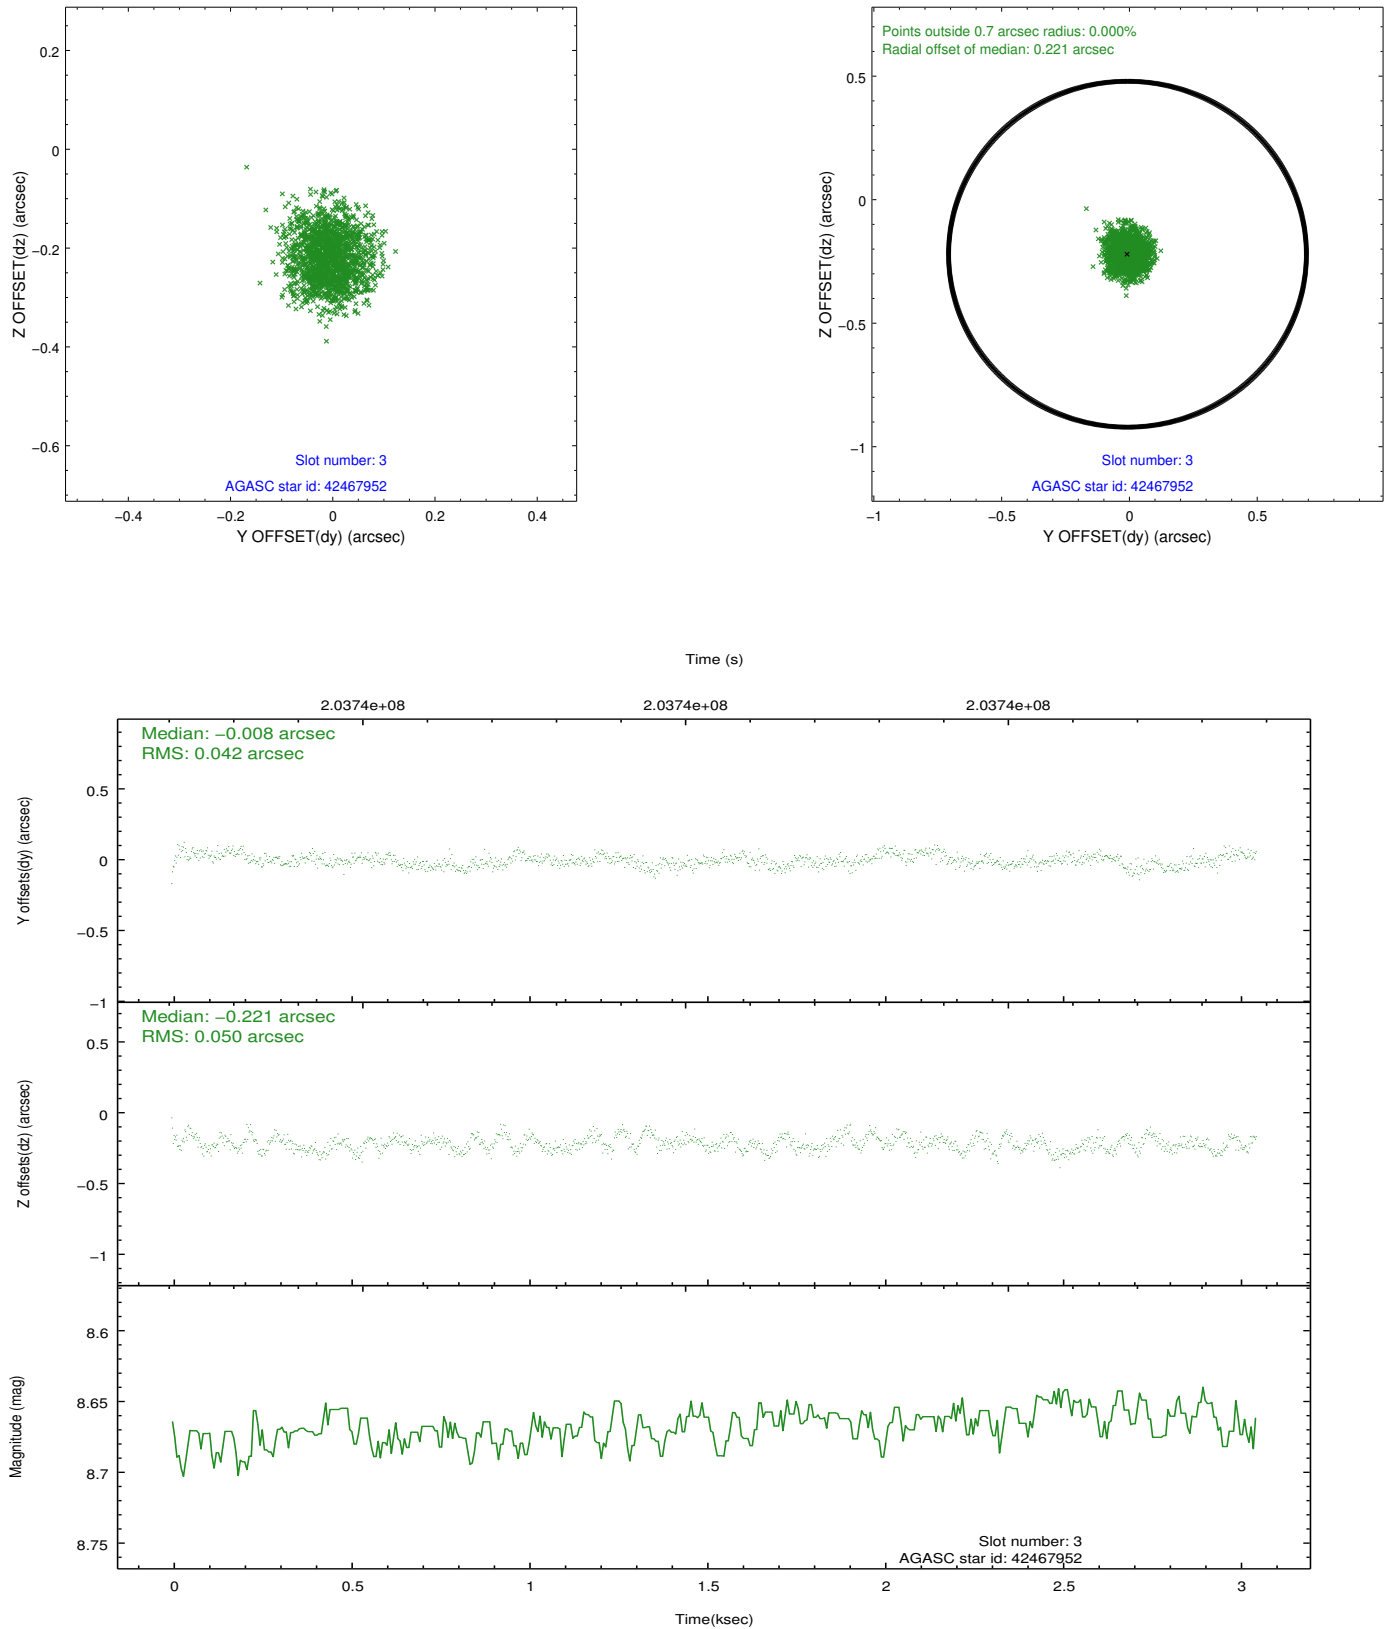 0.2
0
−0.2
−0.4
−0.6
Z OFFSET(dz) (arcsec)
Slot number: 3
AGASC star id: 42467952
−0.4
−0.2
0
0.2
0.4
Y OFFSET(dy) (arcsec)
Points outside 0.7 arcsec radius: 0.000%
Radial offset of median: 0.221 arcsec
0.5
0
−0.5
−1
Z OFFSET(dz) (arcsec)
Slot number: 3
AGASC star id: 42467952
−1
−0.5
0
0.5
Y OFFSET(dy) (arcsec)
Time (s)
2.0374e+08
2.0374e+08
2.0374e+08
Median: −0.008 arcsec
RMS: 0.042 arcsec
0.5
0
−0.5
−1
Y offsets(dy) (arcsec)
Median: −0.221 arcsec
RMS: 0.050 arcsec
0.5
0
−0.5
−1
Z offsets(dz) (arcsec)
8.6
8.65
8.7
8.75
Magnitude (mag)
Slot number: 3
AGASC star id: 42467952
0
0.5
1
1.5
2
2.5
3
Time(ksec)